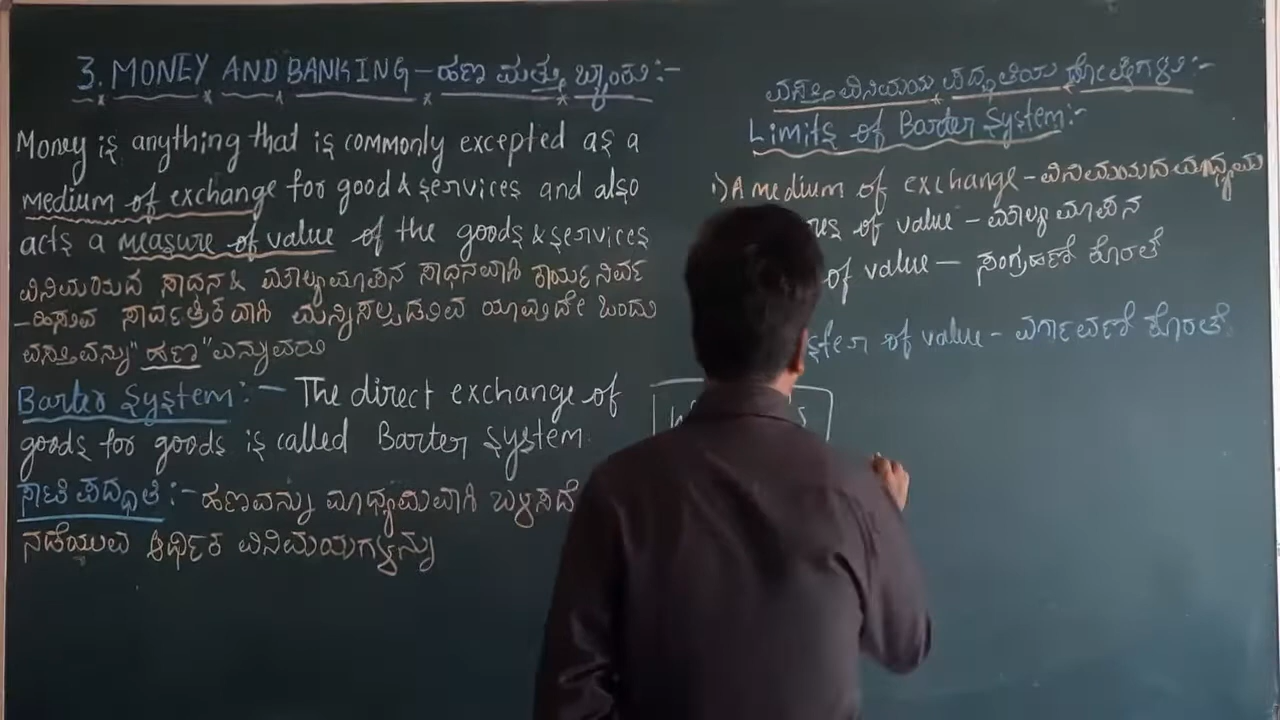 3. MONEY AND BANKING - ಹಣ ಮತ್ತು ಬ್ಯಾಂಕು :-
Money is anything that is commonly excepted as a
medium of exchange for good & services and also
acts a measure of value of the goods & services
ವಿನಿಮಯದ ಸಾಧನ & ಮೌಲ್ಯಮಾಪನ ಸಾಧನವಾಗಿ ಕಾರ್ಯನಿರ್ವ
-ಹಿಸುವ ಸಾರ್ವತ್ರಿಕವಾಗಿ ಮನ್ನಿಸಲ್ಪಡುವ ಯಾವುದೇ ಒಂದು
ವಸ್ತುವನ್ನು "ಹಣ" ಎನ್ನುವರು
Barter System :- The direct exchange of
goods for goods is called Barter System.
ಪದ್ಧತಿ :- ಹಣವನ್ನು ಮಾಧ್ಯಮವಾಗಿ ಬಳಸದೆ
ನಡೆಯುವ ಆರ್ಥಿಕ ವಿನಿಮಯಗಳನ್ನು
ವಸ್ತು ವಿನಿಮಯ ಪದ್ಧತಿಯ :-
Limits of Barter System :-
1) A medium of exchange - ವಿನಿಮಯದ ಮಾಧ್ಯಮ
of value - ಮೌಲ್ಯಮಾಪನ
of value - ಸಂಗ್ರಹಣೆ ಕೊರತೆ
of value - ವರ್ಗಾವಣೆ ಕೊರತೆ